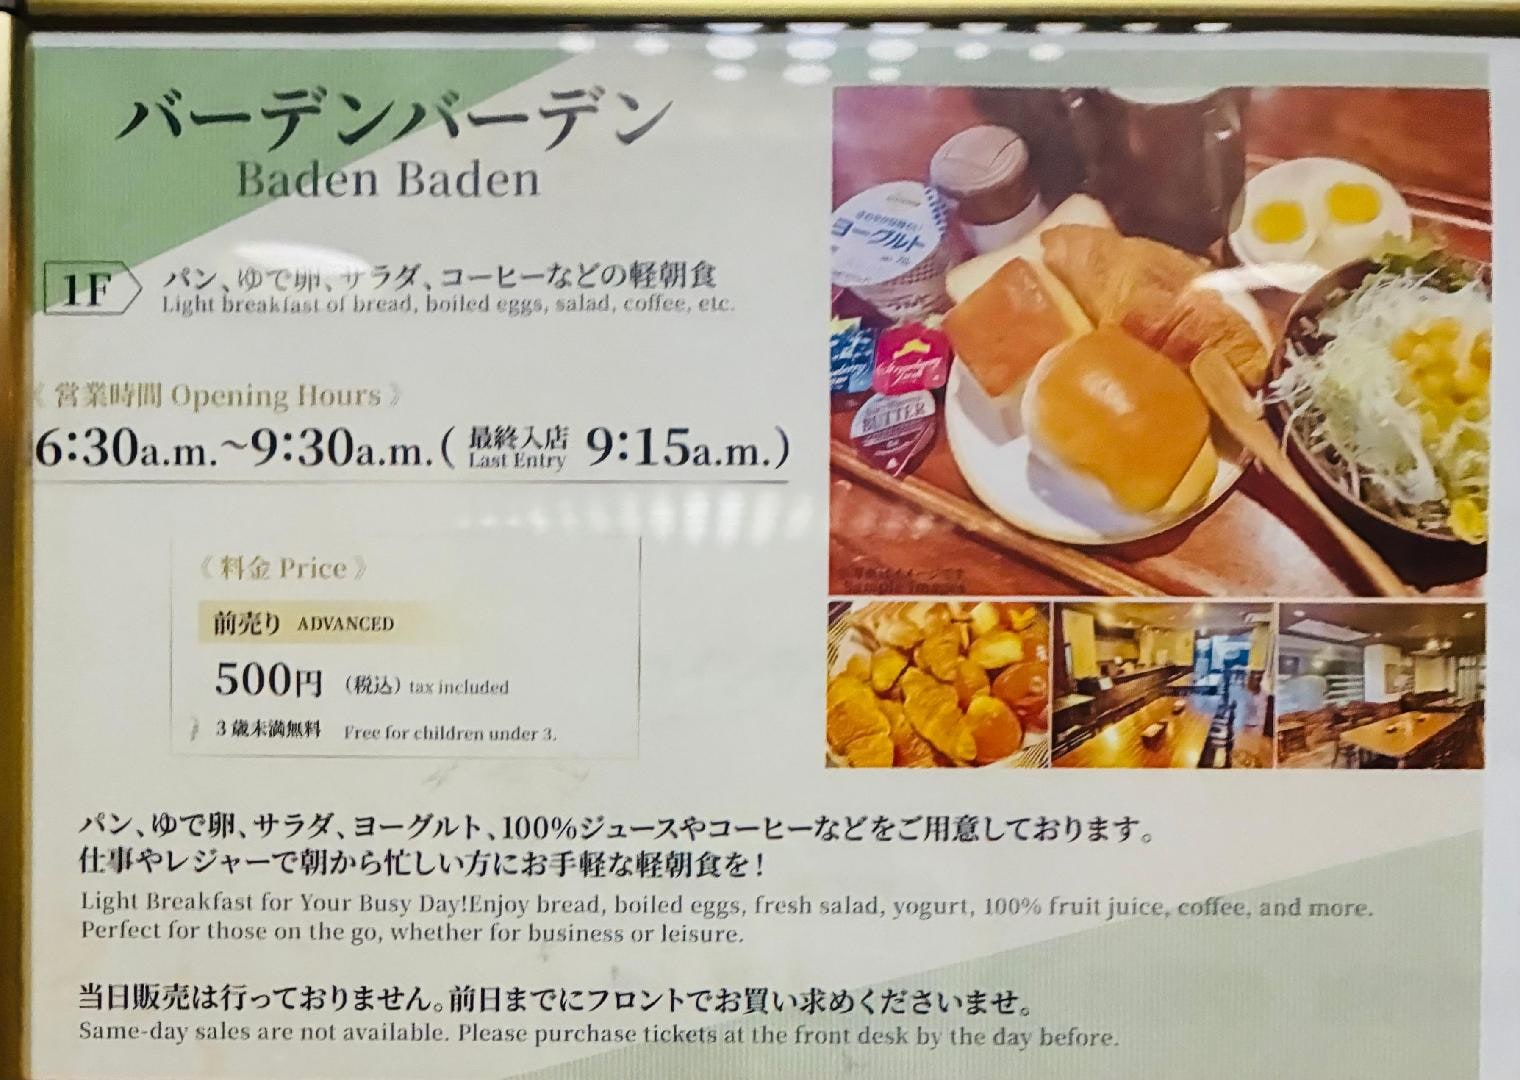 バーデンバーデン
Baden Baden
1F
パン、ゆで卵、サラダ、コーヒーなどの軽朝食
Light breakfast of bread, boiled eggs, salad, coffee, etc.
《営業時間 Opening Hours》
6:30a.m.~9:30a.m.(最終入店 Last Entry 9:15a.m.)
《料金 Price》
前売り ADVANCED
500円 (税込) tax included
3歳未満無料 Free for children under 3.
ヨーグルト
BUTTER
パン、ゆで卵、サラダ、ヨーグルト、100%ジュースやコーヒーなどをご用意しております。
仕事やレジャーで朝から忙しい方にお手軽な軽朝食を!
Light Breakfast for Your Busy Day!Enjoy bread, boiled eggs, fresh salad, yogurt, 100% fruit juice, coffee, and more.
Perfect for those on the go, whether for business or leisure.
当日販売は行っておりません。前日までにフロントでお買い求めくださいませ。
Same-day sales are not available. Please purchase tickets at the front desk by the day before.